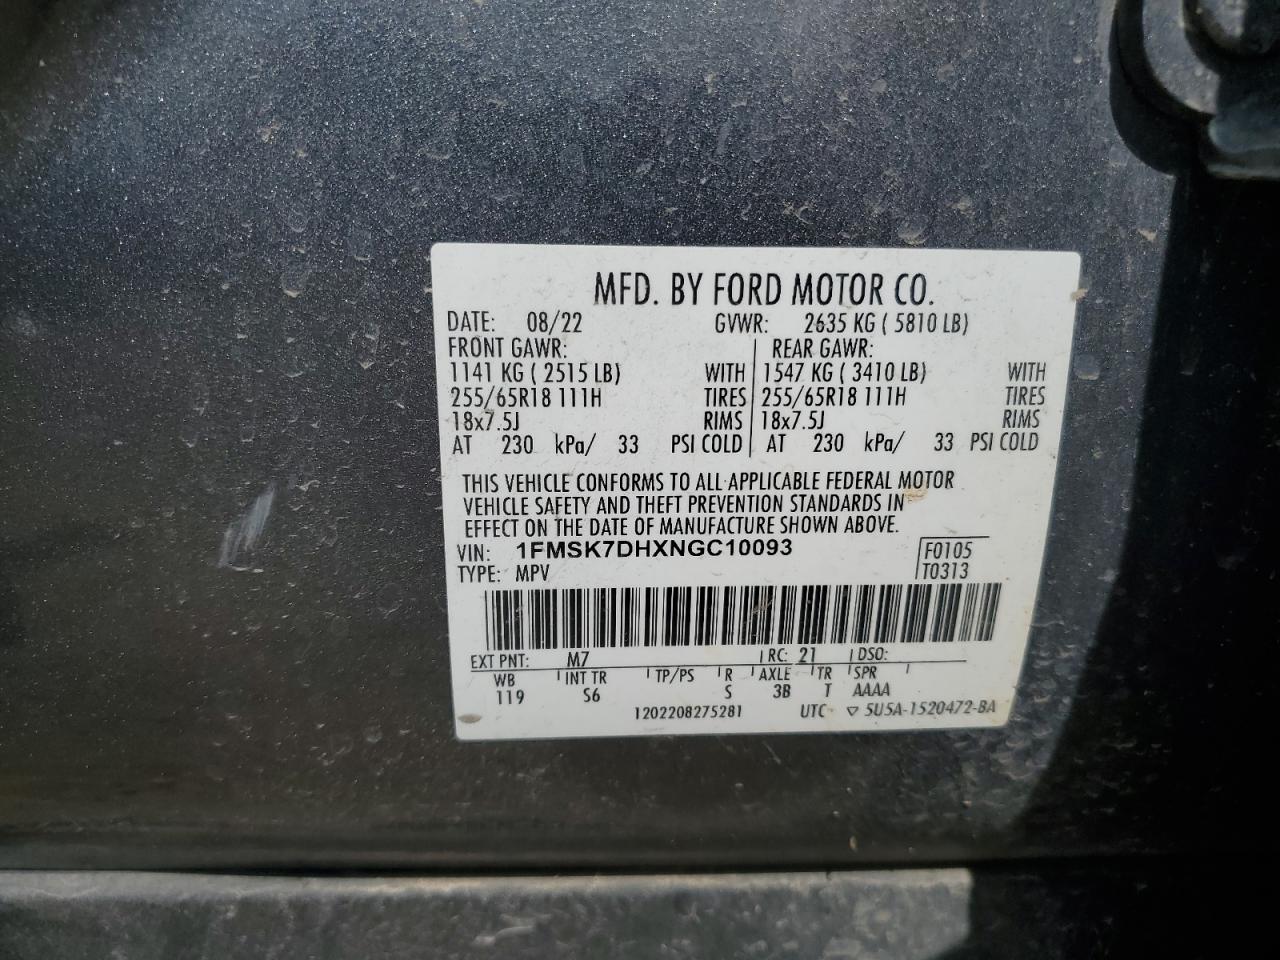 MFD. BY FORD MOTOR CO.
DATE: 08/22 GVWR: 2635 KG ( 5810 LB)
FRONT GAWR: REAR GAWR:
1141 KG ( 2515 LB) WITH 1547 KG ( 3410 LB) WITH
255/65R18 111H TIRES 255/65R18 111H TIRES
18x7.5J RIMS 18x7.5J RIMS
AT 230 kPa/ 33 PSI COLD AT 230 kPa/ 33 PSI COLD
THIS VEHICLE CONFORMS TO ALL APPLICABLE FEDERAL MOTOR
VEHICLE SAFETY AND THEFT PREVENTION STANDARDS IN
EFFECT ON THE DATE OF MANUFACTURE SHOWN ABOVE.
VIN: 1FMSK7DHXNGC10093 F0105
TYPE: MPV T0313
EXT PNT: M7 RC: 21 DSO:
WB INT TR TP/PS R AXLE TR SPR
119 S6 S 3B T AAAA
1202208275281 UTC ▽ 5U5A-1520472-BA